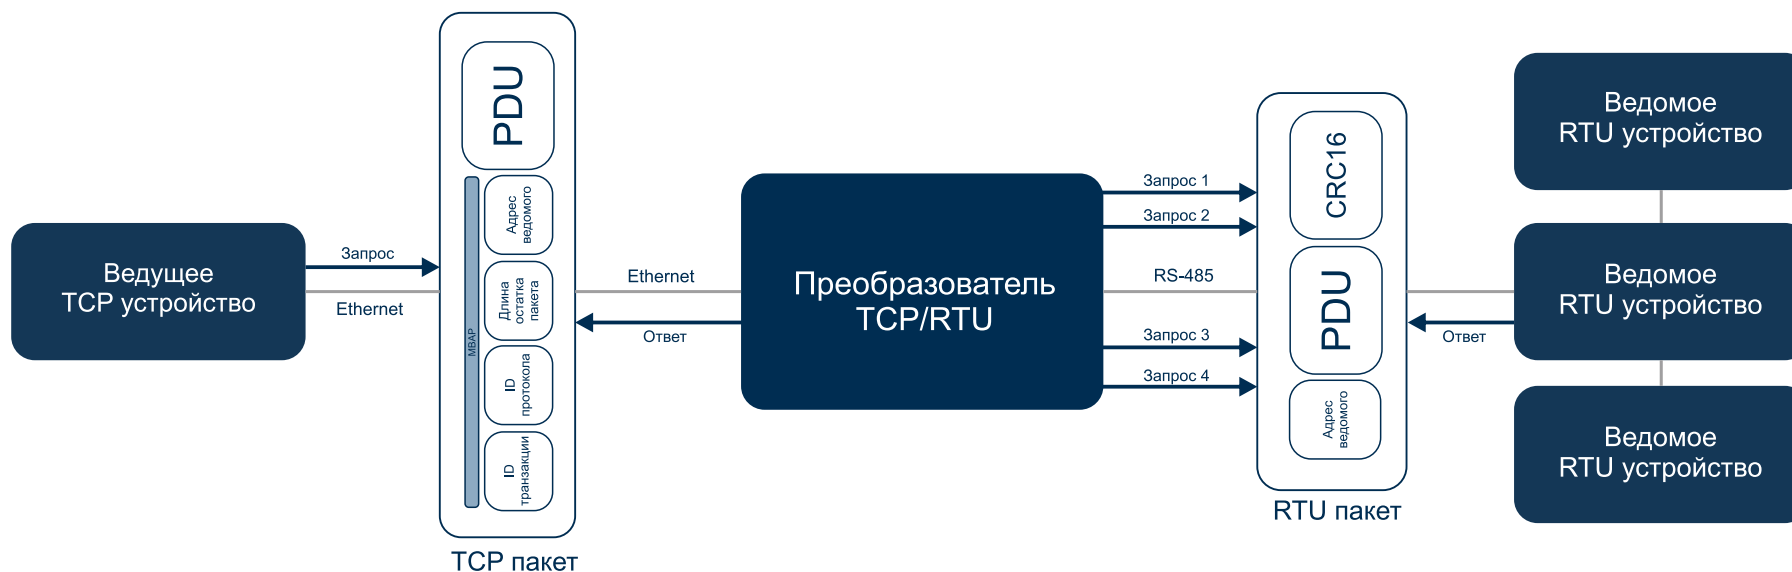 Ведущее
TCP устройство
Запрос
Ethernet
PDU
MBAP
Адрес
ведомого
Длина
остатка
пакета
ID
протокола
ID
транзакции
TCP пакет
Ethernet
Ответ
Преобразователь
TCP/RTU
Запрос 1
Запрос 2
RS-485
Запрос 3
Запрос 4
CRC16
PDU
Адрес
ведомого
RTU пакет
Ответ
Ведомое
RTU устройство
Ведомое
RTU устройство
Ведомое
RTU устройство